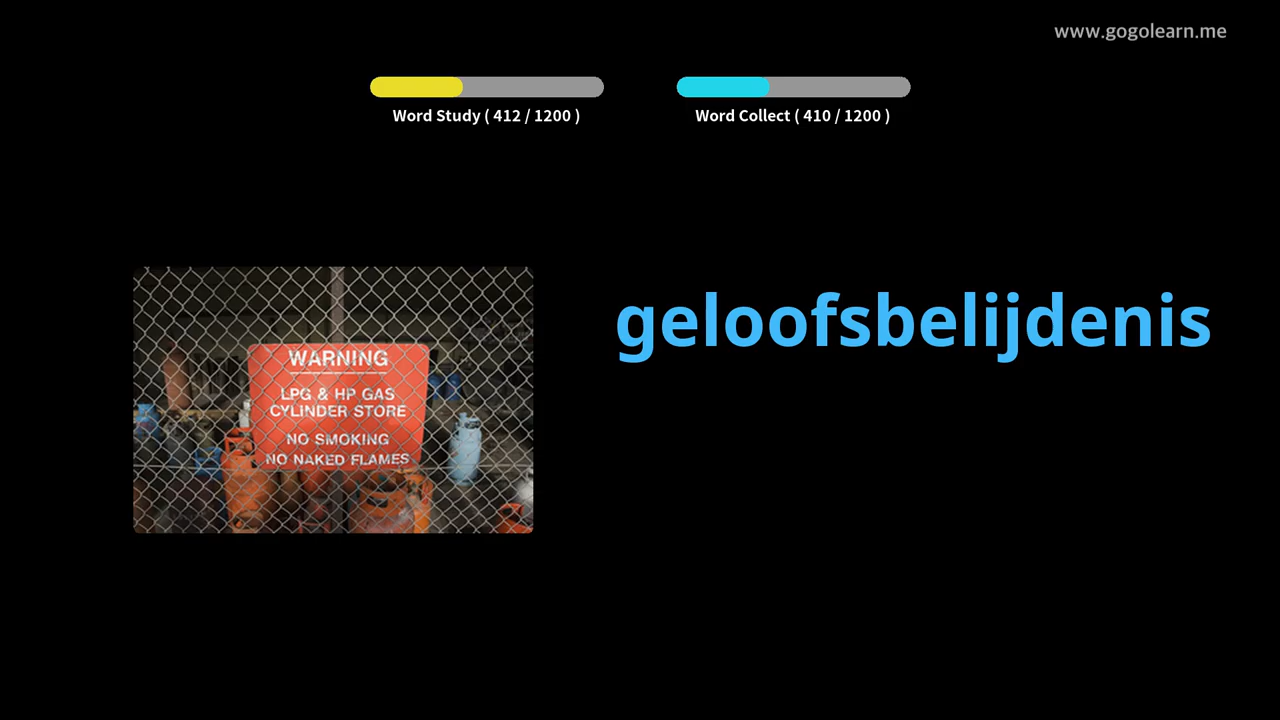 www.gogolearn.me
Word Study ( 412 / 1200 )
Word Collect ( 410 / 1200 )
geloofsbelijdenis
WARNING
LPG & HP GAS
CYLINDER STORE
NO SMOKING
NO NAKED FLAMES